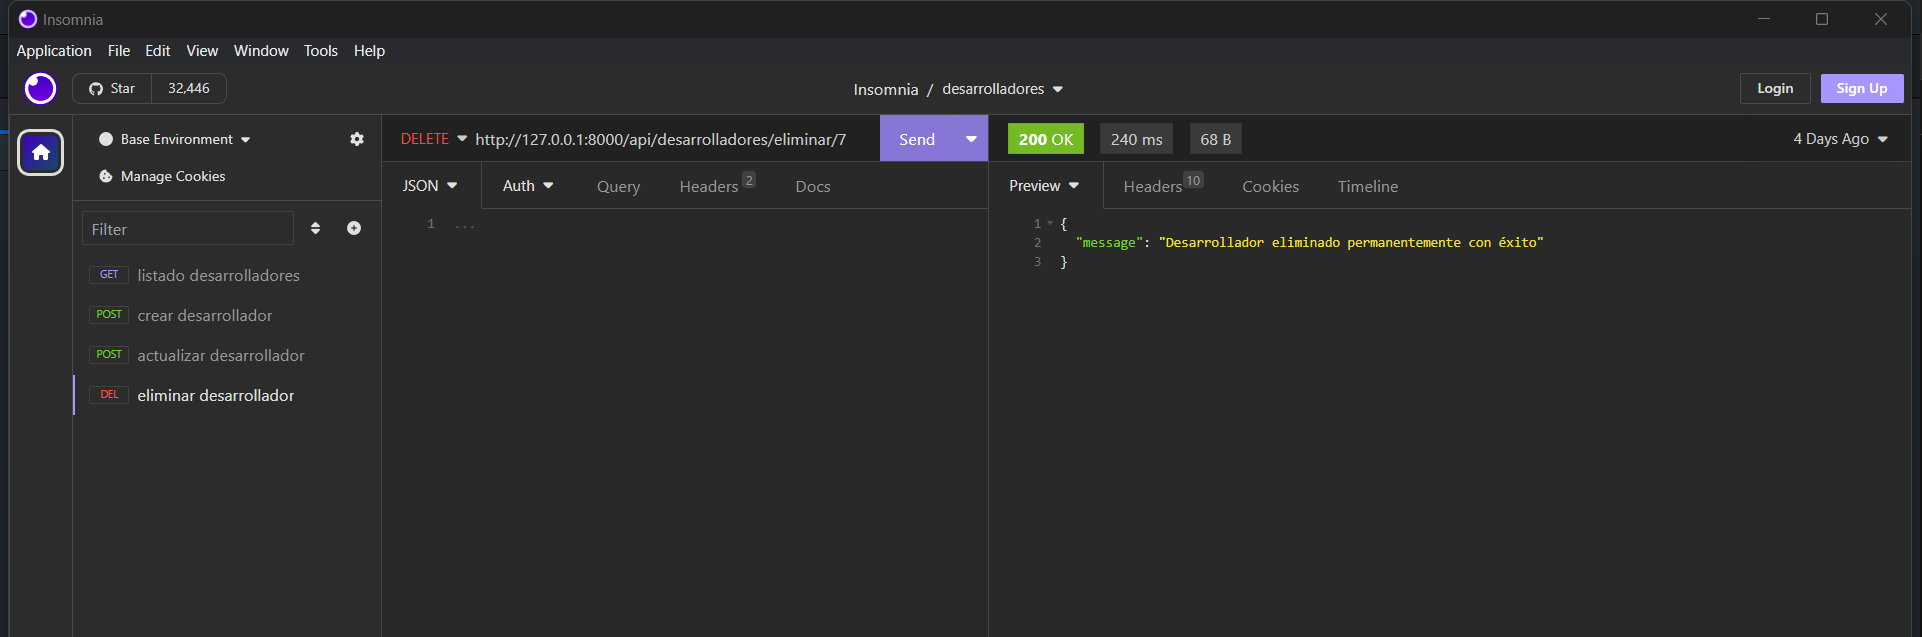 Insomnia
Application File Edit View Window Tools Help
Star 32,446
Insomnia / desarrolladores
Login Sign Up
Base Environment
Manage Cookies
Filter
GET listado desarrolladores
POST crear desarrollador
POST actualizar desarrollador
DEL eliminar desarrollador
DELETE http://127.0.0.1:8000/api/desarrolladores/eliminar/7 Send
JSON Auth Query Headers 2 Docs
1 ...
200 OK 240 ms 68 B 4 Days Ago
Preview Headers 10 Cookies Timeline
1 {
2 "message": "Desarrollador eliminado permanentemente con éxito"
3 }